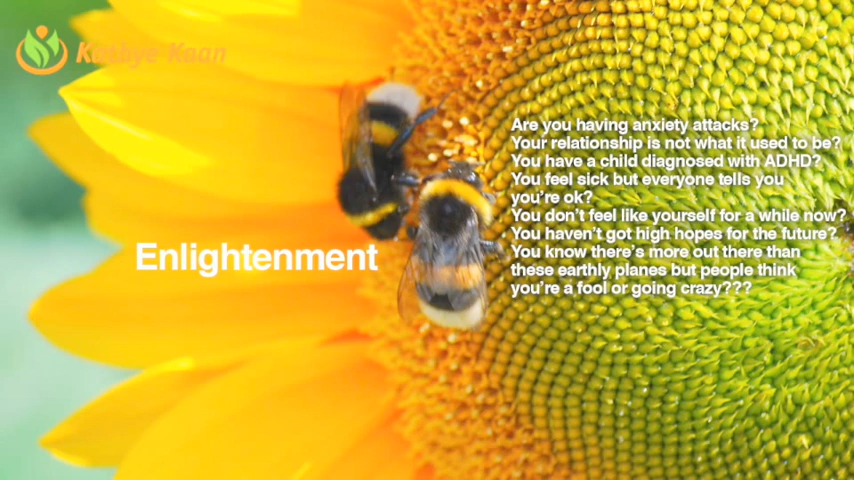 Kathye Kaan
Enlightenment
Are you having anxiety attacks?
Your relationship is not what it used to be?
You have a child diagnosed with ADHD?
You feel sick but everyone tells you
you're ok?
You don't feel like yourself for a while now?
You haven't got high hopes for the future?
You know there's more out there than
these earthly planes but people think
you're a fool or going crazy???